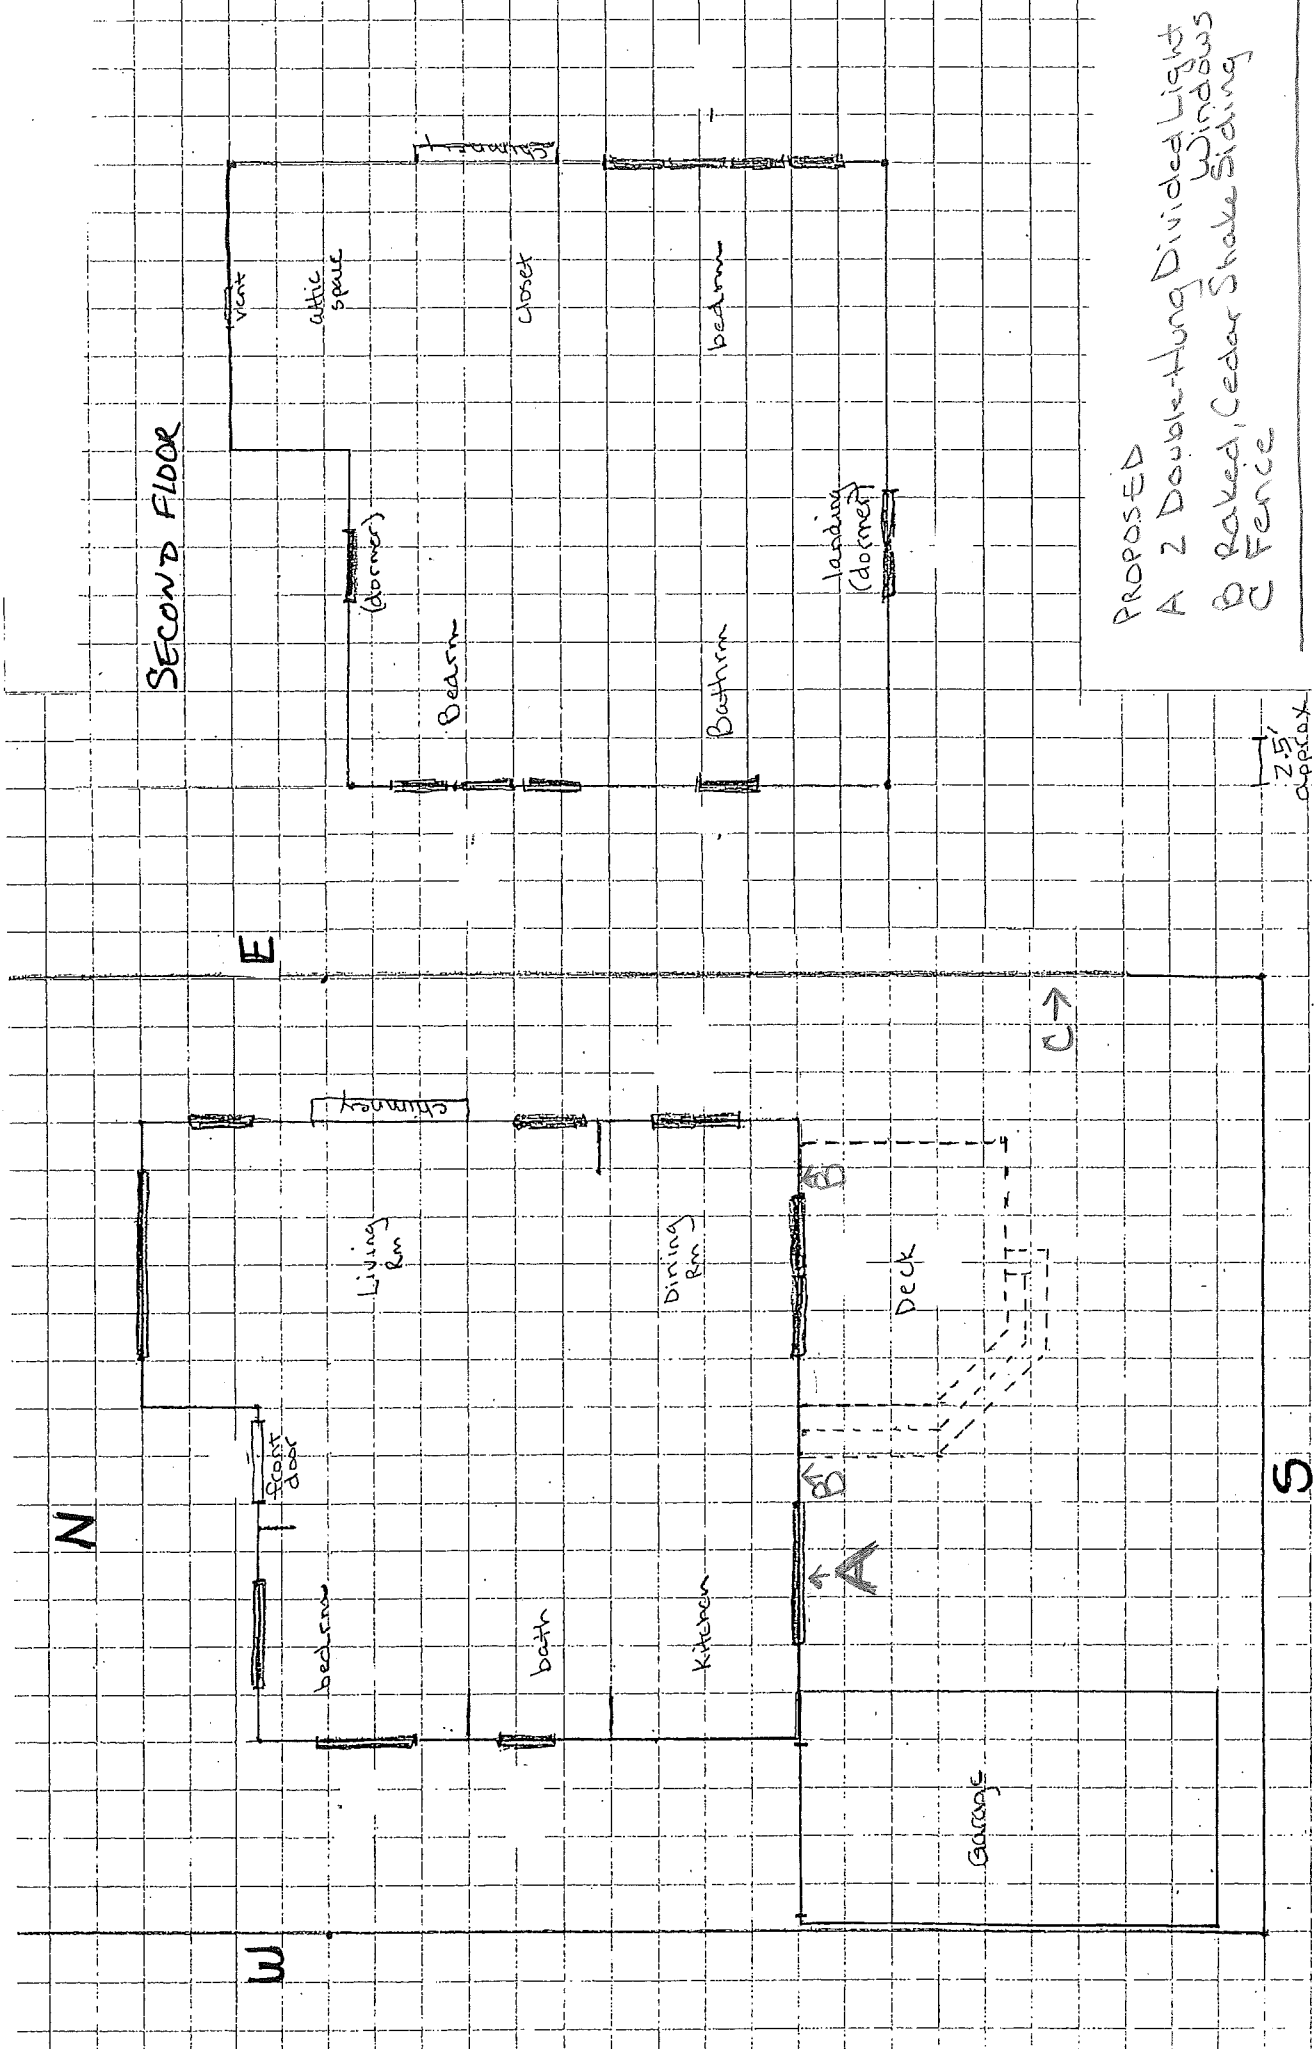 N
W
E
S
front
door
bedrm
bath
Kitchen
Living
Rm
chimney
Dining
Rm
Deck
Garage
A
B
B
C
SECOND FLOOR
vent
attic
space
chimney
closet
bedrm
(dormer)
Bedrm
Bathrm
landing
(dormer)
2.5'
approx
PROPOSED
A 2 Double-Hung Divided Light
Windows
B Raked, Cedar Shake Siding
C Fence